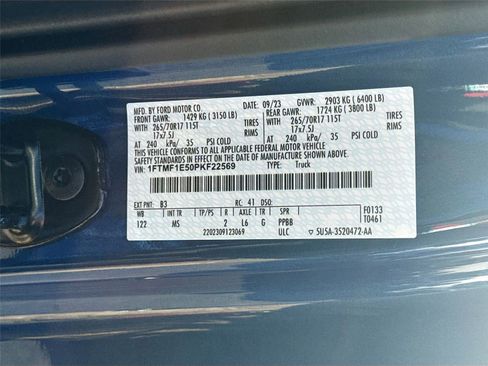 MFD. BY FORD MOTOR CO.
DATE: 09/23 GVWR: 2903 KG ( 6400 LB)
FRONT GAWR: 1429 KG ( 3150 LB) REAR GAWR: 1724 KG ( 3800 LB)
WITH 265/70R17 115T WITH 265/70R17 115T
17x7.5J 17x7.5J
AT 240 kPa/ 35 PSI COLD AT 240 kPa/ 35 PSI COLD
THIS VEHICLE CONFORMS TO ALL APPLICABLE FEDERAL MOTOR VEHICLE
SAFETY AND THEFT PREVENTION STANDARDS IN EFFECT ON THE DATE OF MANUFACTURE SHOWN ABOVE.
VIN: 1FTMF1E50PKF22569 TYPE: Truck
EXT PNT: B3 RC: 41 DSO: F0133
WB INT TR TP/PS R AXLE TR SPR T0461
122 MS 2 L6 G PPBB
2202309123069 ULC 5U5A-3520472-AA